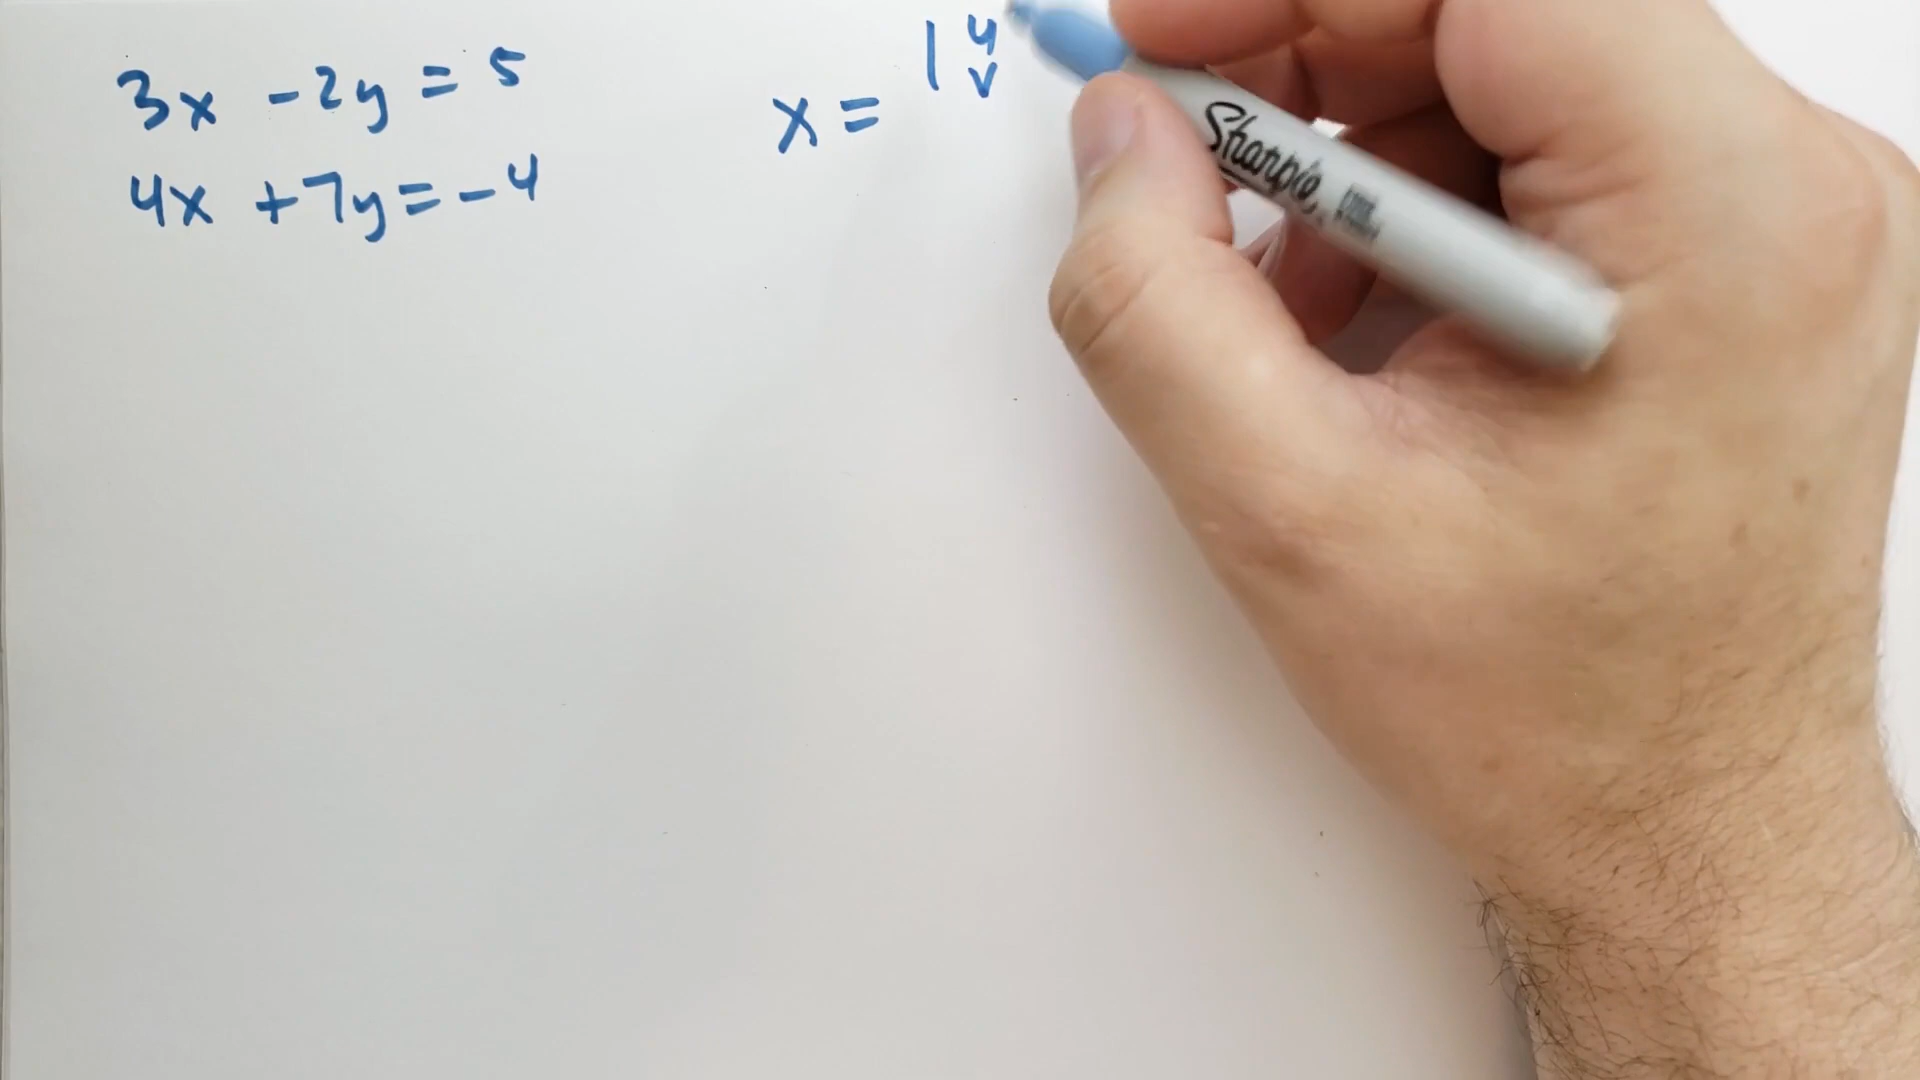 3x - 2y = 5
4x + 7y = -4
x = | u
v
Sharpie